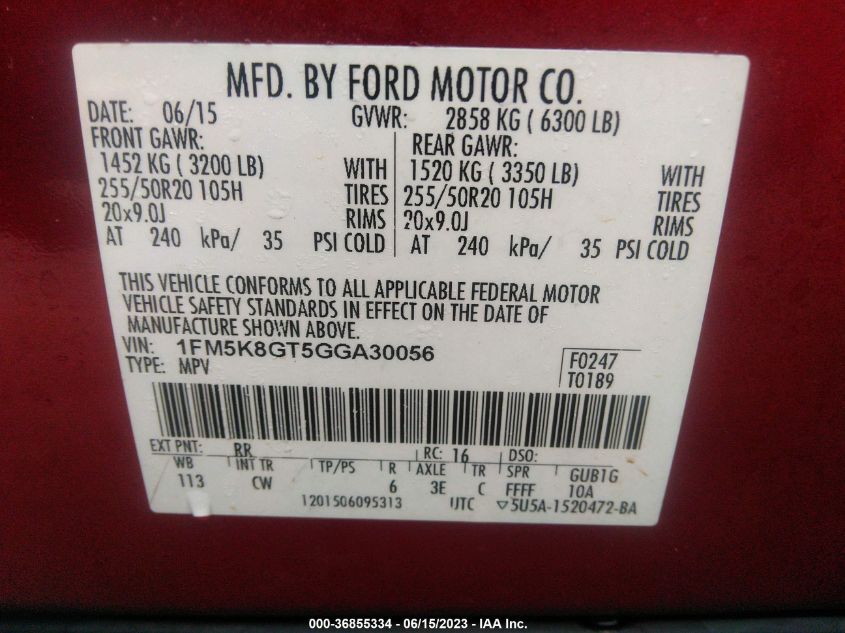 MFD. BY FORD MOTOR CO.
DATE: 06/15 GVWR: 2858 KG ( 6300 LB)
FRONT GAWR: REAR GAWR:
1452 KG ( 3200 LB) WITH 1520 KG ( 3350 LB) WITH
255/50R20 105H TIRES 255/50R20 105H TIRES
20x9.0J RIMS 20x9.0J RIMS
AT 240 kPa/ 35 PSI COLD AT 240 kPa/ 35 PSI COLD
THIS VEHICLE CONFORMS TO ALL APPLICABLE FEDERAL MOTOR
VEHICLE SAFETY STANDARDS IN EFFECT ON THE DATE OF
MANUFACTURE SHOWN ABOVE.
VIN: 1FM5K8GT5GGA30056 F0247
TYPE: MPV T0189
EXT PNT: RR RC: 16 DSO:
WB INT TR TP/PS R AXLE TR SPR GUB1G
113 CW 6 3E C FFFF 10A
1201506095313 UTC ▽5U5A-1520472-BA
000-36855334 - 06/15/2023 - IAA Inc.